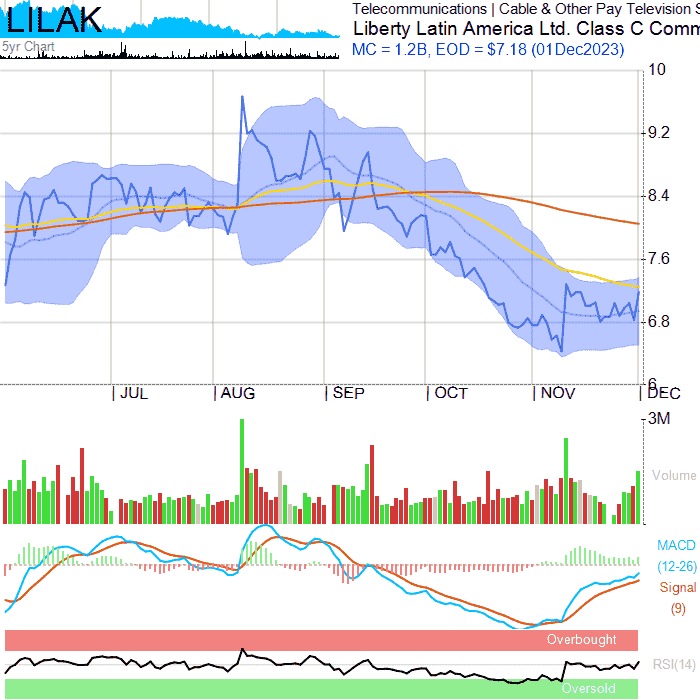 LILAK
5yr Chart
Telecommunications | Cable & Other Pay Television S
Liberty Latin America Ltd. Class C Comm
MC = 1.2B, EOD = $7.18 (01Dec2023)
10
9.2
8.4
7.6
6.8
6
| JUL | AUG | SEP | OCT | NOV | DEC
3M
Volume
MACD
(12-26)
Signal
(9)
Overbought
RSI(14)
Oversold